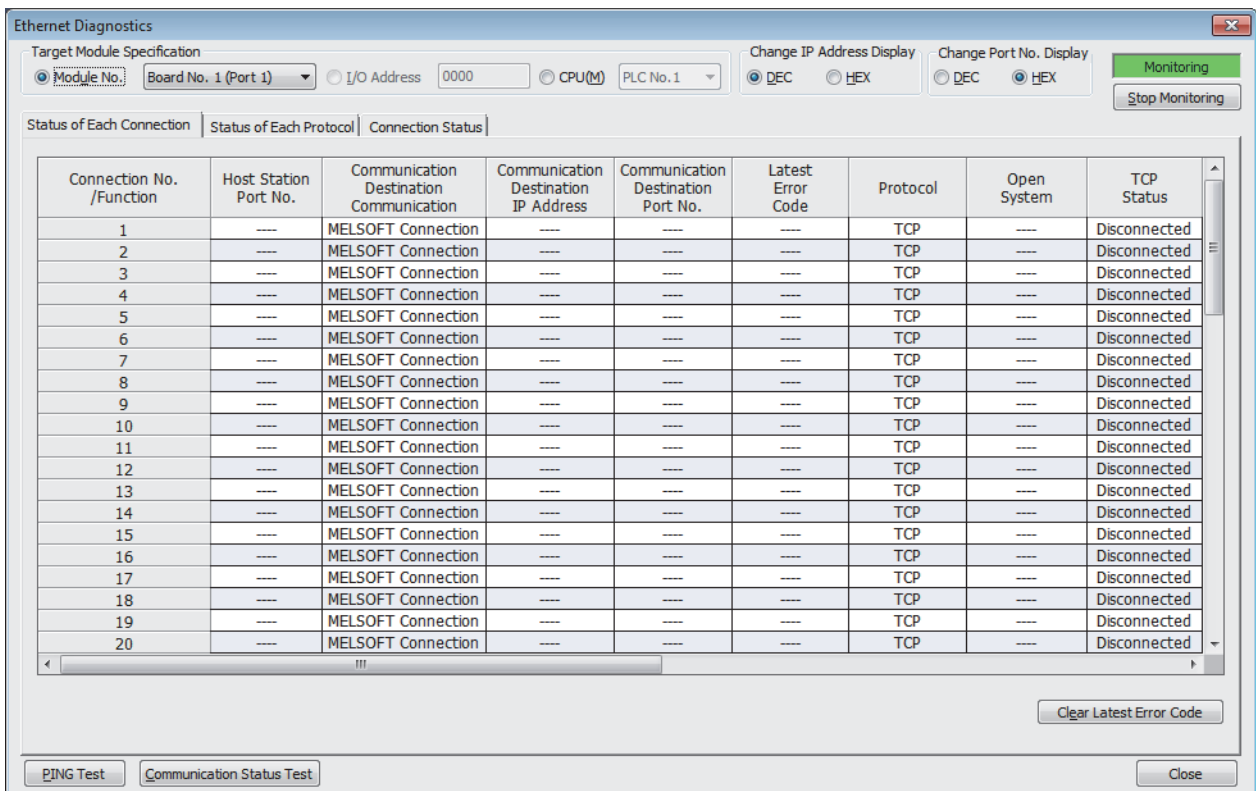 Ethernet Diagnostics
Target Module Specification
Change IP Address Display
Change Port No. Display
Module No. Board No. 1 (Port 1) I/O Address 0000 CPU(M) PLC No.1 DEC HEX DEC HEX
Monitoring
Stop Monitoring
Status of Each Connection Status of Each Protocol Connection Status
Connection No.
/Function
Host Station
Port No.
Communication
Destination
Communication
Communication
Destination
IP Address
Communication
Destination
Port No.
Latest
Error
Code
Protocol
Open
System
TCP
Status
1 ---- MELSOFT Connection ---- ---- ---- TCP ---- Disconnected
2 ---- MELSOFT Connection ---- ---- ---- TCP ---- Disconnected
3 ---- MELSOFT Connection ---- ---- ---- TCP ---- Disconnected
4 ---- MELSOFT Connection ---- ---- ---- TCP ---- Disconnected
5 ---- MELSOFT Connection ---- ---- ---- TCP ---- Disconnected
6 ---- MELSOFT Connection ---- ---- ---- TCP ---- Disconnected
7 ---- MELSOFT Connection ---- ---- ---- TCP ---- Disconnected
8 ---- MELSOFT Connection ---- ---- ---- TCP ---- Disconnected
9 ---- MELSOFT Connection ---- ---- ---- TCP ---- Disconnected
10 ---- MELSOFT Connection ---- ---- ---- TCP ---- Disconnected
11 ---- MELSOFT Connection ---- ---- ---- TCP ---- Disconnected
12 ---- MELSOFT Connection ---- ---- ---- TCP ---- Disconnected
13 ---- MELSOFT Connection ---- ---- ---- TCP ---- Disconnected
14 ---- MELSOFT Connection ---- ---- ---- TCP ---- Disconnected
15 ---- MELSOFT Connection ---- ---- ---- TCP ---- Disconnected
16 ---- MELSOFT Connection ---- ---- ---- TCP ---- Disconnected
17 ---- MELSOFT Connection ---- ---- ---- TCP ---- Disconnected
18 ---- MELSOFT Connection ---- ---- ---- TCP ---- Disconnected
19 ---- MELSOFT Connection ---- ---- ---- TCP ---- Disconnected
20 ---- MELSOFT Connection ---- ---- ---- TCP ---- Disconnected
Clear Latest Error Code
PING Test Communication Status Test Close